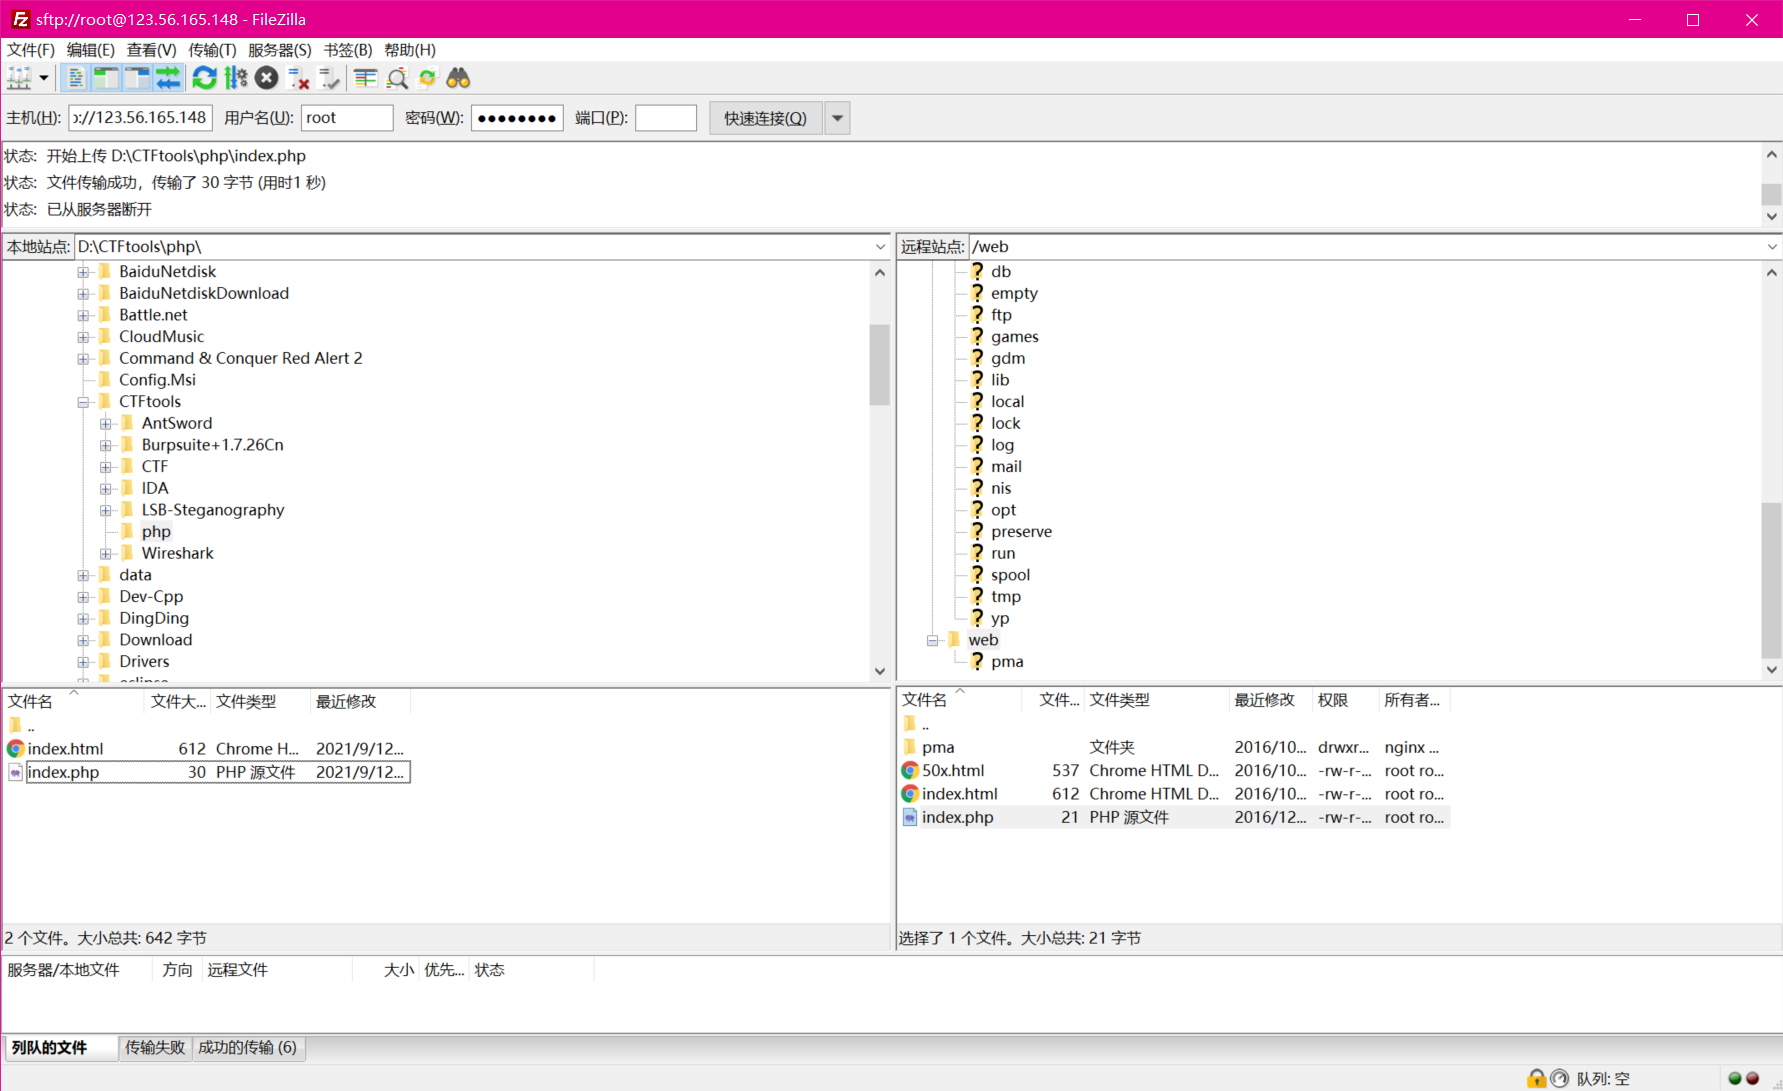 sftp://root@123.56.165.148 - FileZilla
文件(F) 编辑(E) 查看(V) 传输(T) 服务器(S) 书签(B) 帮助(H)
主机(H): ://123.56.165.148 用户名(U): root 密码(W): ●●●●●●●● 端口(P): 快速连接(Q)
状态: 开始上传 D:\CTFtools\php\index.php
状态: 文件传输成功，传输了 30 字节 (用时1 秒)
状态: 已从服务器断开
本地站点: D:\CTFtools\php\
BaiduNetdisk
BaiduNetdiskDownload
Battle.net
CloudMusic
Command & Conquer Red Alert 2
Config.Msi
CTFtools
AntSword
Burpsuite+1.7.26Cn
CTF
IDA
LSB-Steganography
php
Wireshark
data
Dev-Cpp
DingDing
Download
Drivers
文件名 文件大... 文件类型 最近修改
..
index.html 612 Chrome H... 2021/9/12...
index.php 30 PHP 源文件 2021/9/12...
2 个文件。大小总共: 642 字节
远程站点: /web
db
empty
ftp
games
gdm
lib
local
lock
log
mail
nis
opt
preserve
run
spool
tmp
yp
web
pma
文件名 文件... 文件类型 最近修改 权限 所有者...
..
pma 文件夹 2016/10... drwxr... nginx ...
50x.html 537 Chrome HTML D... 2016/10... -rw-r-... root ro...
index.html 612 Chrome HTML D... 2016/10... -rw-r-... root ro...
index.php 21 PHP 源文件 2016/12... -rw-r-... root ro...
选择了 1 个文件。大小总共: 21 字节
服务器/本地文件 方向 远程文件 大小 优先... 状态
列队的文件 传输失败 成功的传输 (6)
队列: 空